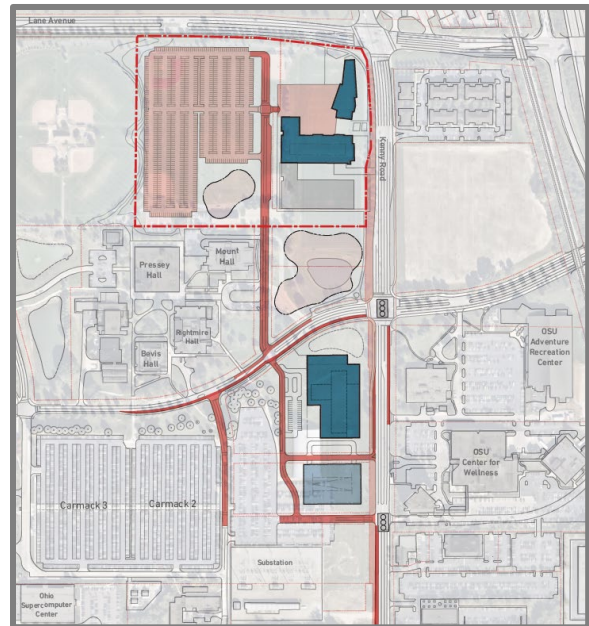 Lane Avenue
Kenny Road
Pressey
Hall
Mount
Hall
Rightmire
Hall
Bevis
Hall
OSU
Adventure
Recreation
Center
OSU
Center for
Wellness
Carmack 3
Carmack 2
Substation
Ohio
Supercomputer
Center